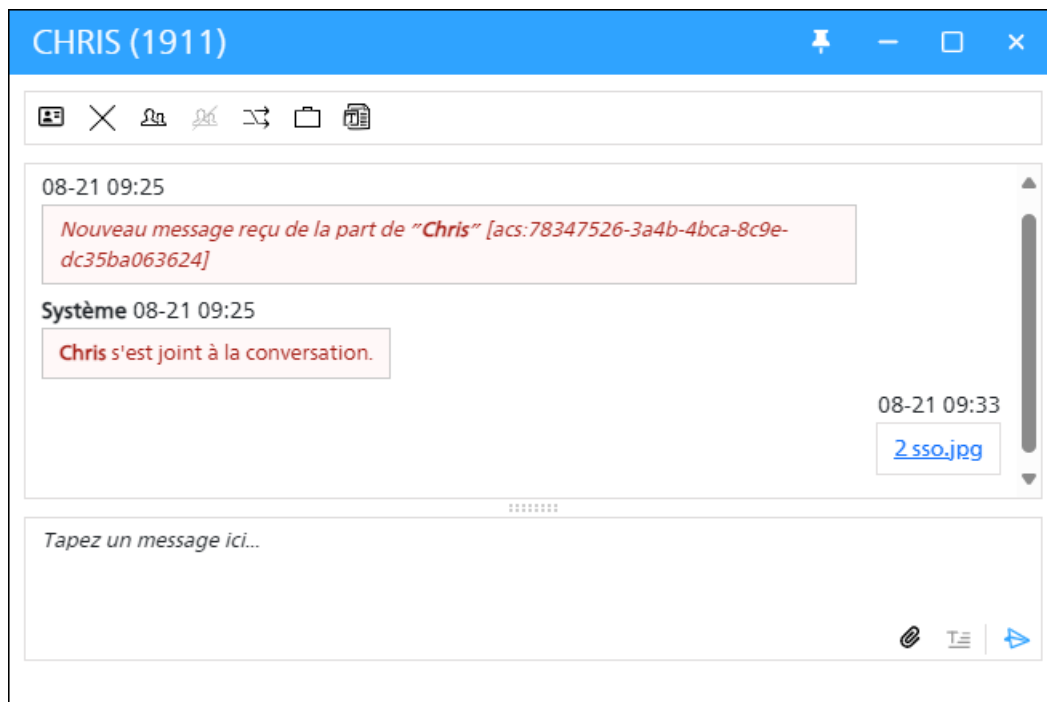 CHRIS (1911)
08-21 09:25
Nouveau message reçu de la part de "Chris" [acs:78347526-3a4b-4bca-8c9e-
dc35ba063624]
Système 08-21 09:25
Chris s'est joint à la conversation.
08-21 09:33
2 sso.jpg
Tapez un message ici...